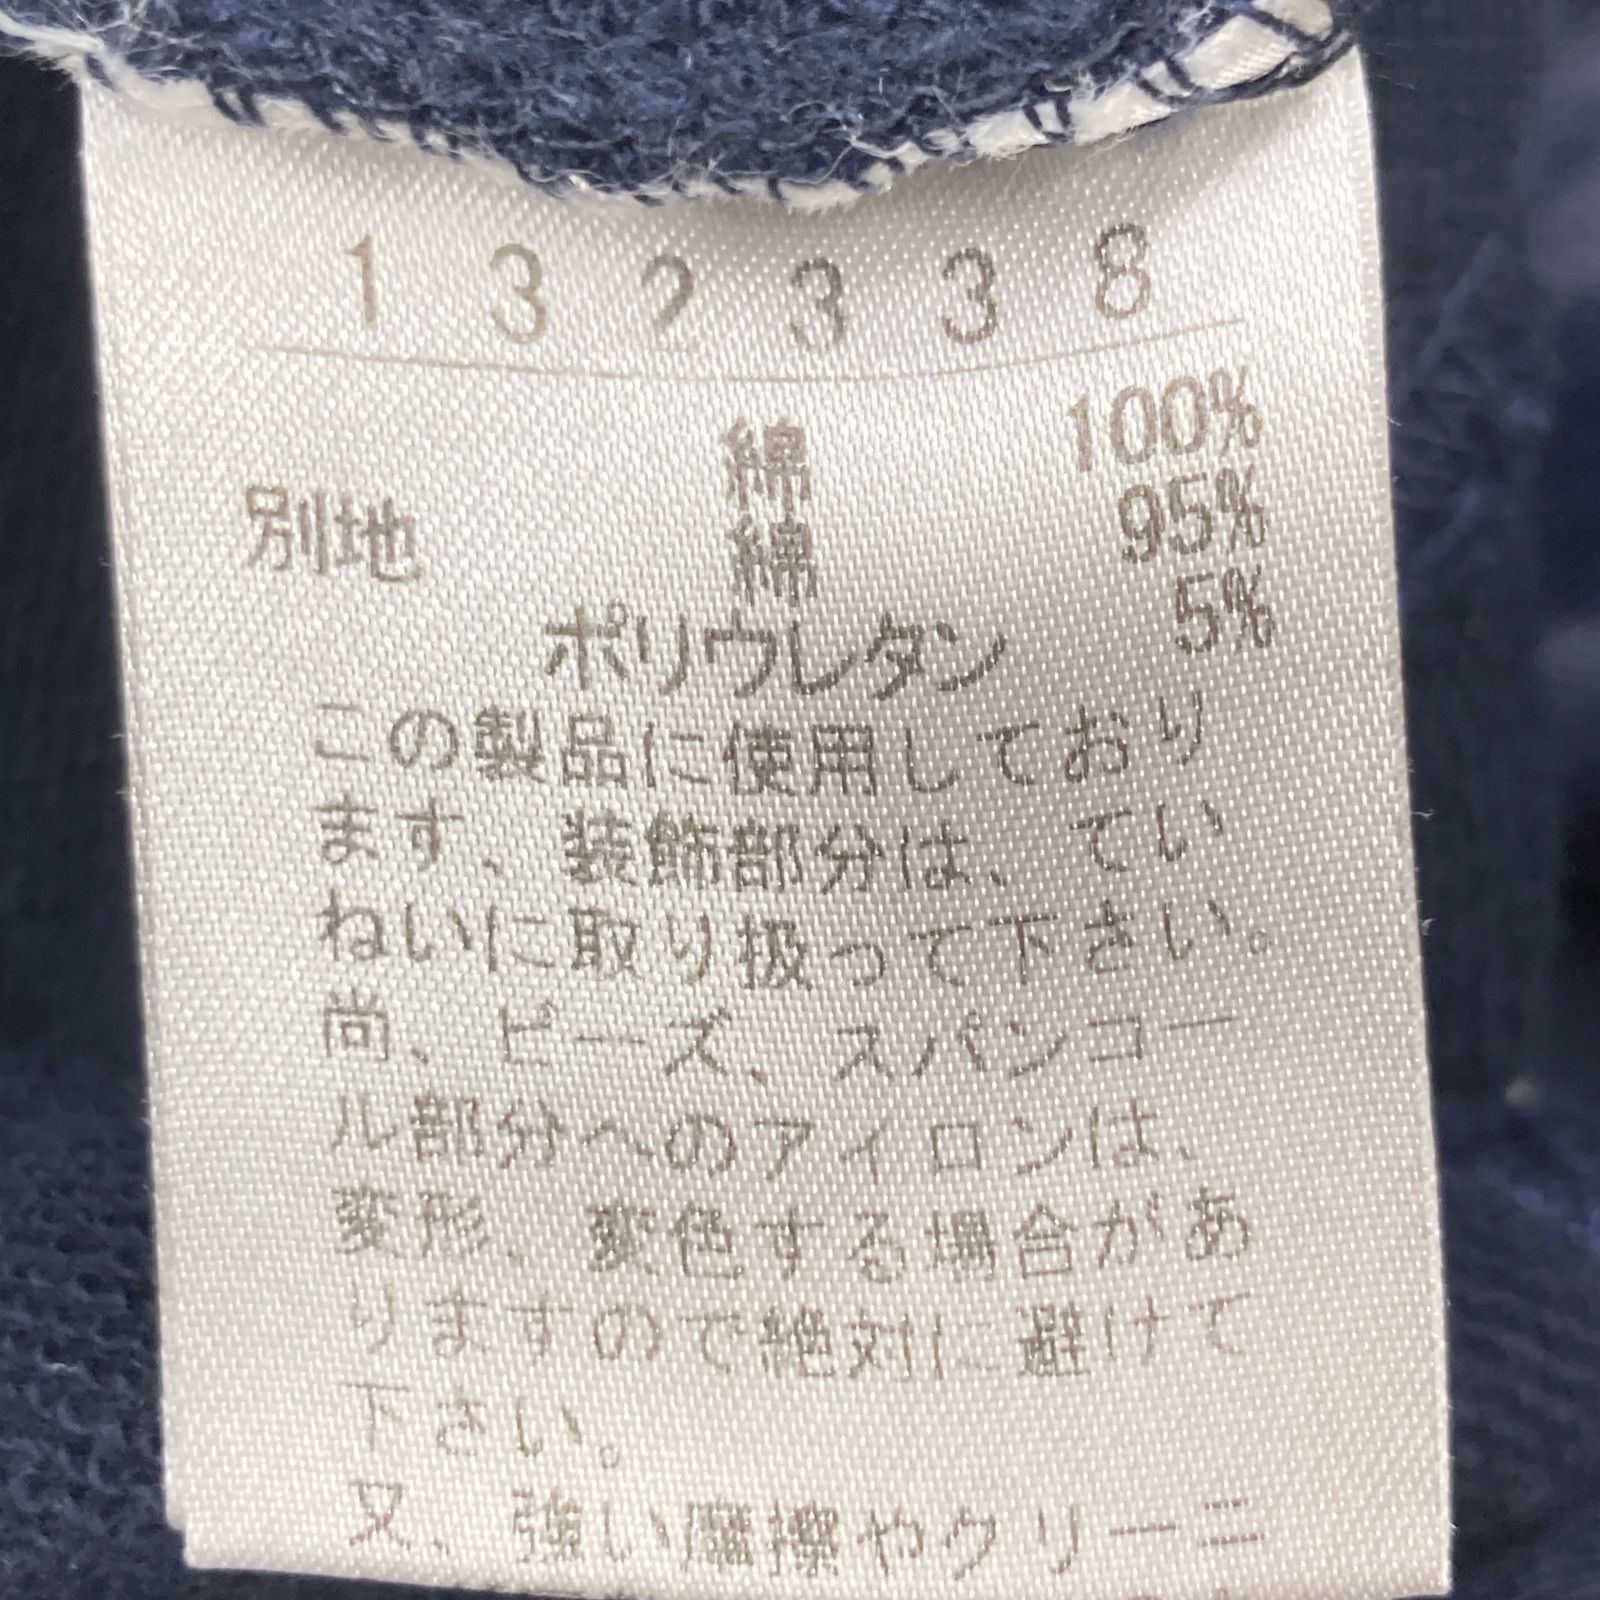 132338
綿 100%
別地 綿 95%
ポリウレタン 5%
この製品に使用しており
ます、装飾部分は、てい
ねいに取り扱って下さい。
尚、ビーズ、スパンコー
ル部分へのアイロンは、
変形、変色する場合があ
りますので絶対に避けて
下さい。
又、強い摩擦やクリーニ